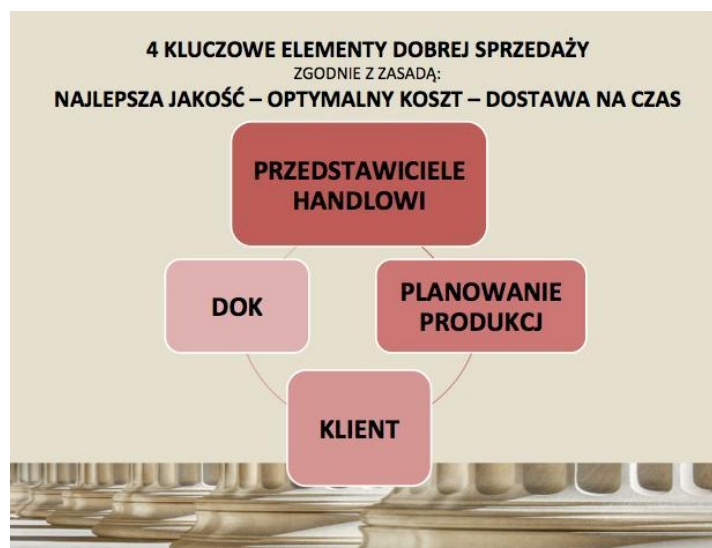 4 KLUCZOWE ELEMENTY DOBREJ SPRZEDAŻY
ZGODNIE Z ZASADĄ:
NAJLEPSZA JAKOŚĆ – OPTYMALNY KOSZT – DOSTAWA NA CZAS
PRZEDSTAWICIELE
HANDLOWI
DOK
PLANOWANIE
PRODUKCJ
KLIENT